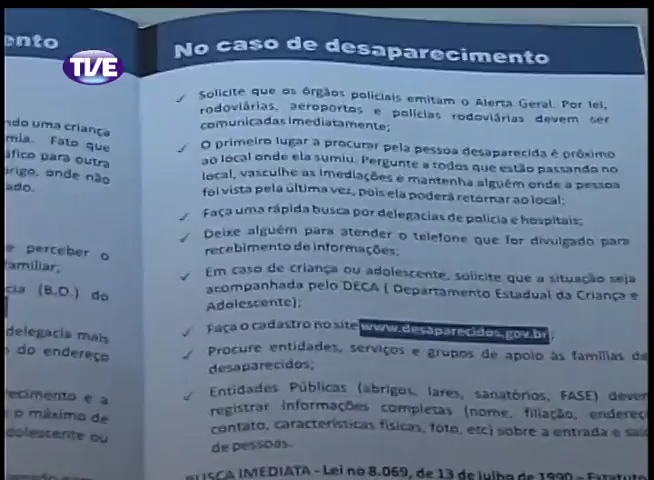 ento
TVE
No caso de desaparecimento
Solicite que os órgãos policiais emitam o Alerta Geral. Por lei,
rodoviárias, aeroportos e polícias rodoviárias devem ser
comunicadas imediatamente;
O primeiro lugar a procurar pela pessoa desaparecida é próximo
ao local onde ela sumiu. Pergunte a todos que estão passando no
local, vasculhe as imediações e mantenha alguém onde a pessoa
foi vista pela última vez, pois ela poderá retornar ao local;
Faça uma rápida busca por delegacias de polícia e hospitais;
Deixe alguém para atender o telefone que for divulgado para
recebimento de informações;
Em caso de criança ou adolescente, solicite que a situação seja
acompanhada pelo DECA ( Departamento Estadual da Criança e
Adolescente);
Faça o cadastro no site www.desaparecidos.gov.br;
Procure entidades, serviços e grupos de apoio às famílias de
desaparecidos;
Entidades Públicas (abrigos, lares, sanatórios, FASE) devem
registrar informações completas (nome, filiação, endereç
contato, características físicas, foto, etc) sobre a entrada e saí
de pessoas.
BUSCA IMEDIATA - Lei no 8.069, de 13 de julho de 1990 - Estatuto
ndo uma criança
mia. Fato que
áfico para outra
brigo, onde não
ado.
e perceber o
familiar;
cia (B.O.) do
delegacia mais
o do endereço
recimento e a
o máximo de
dolescente ou